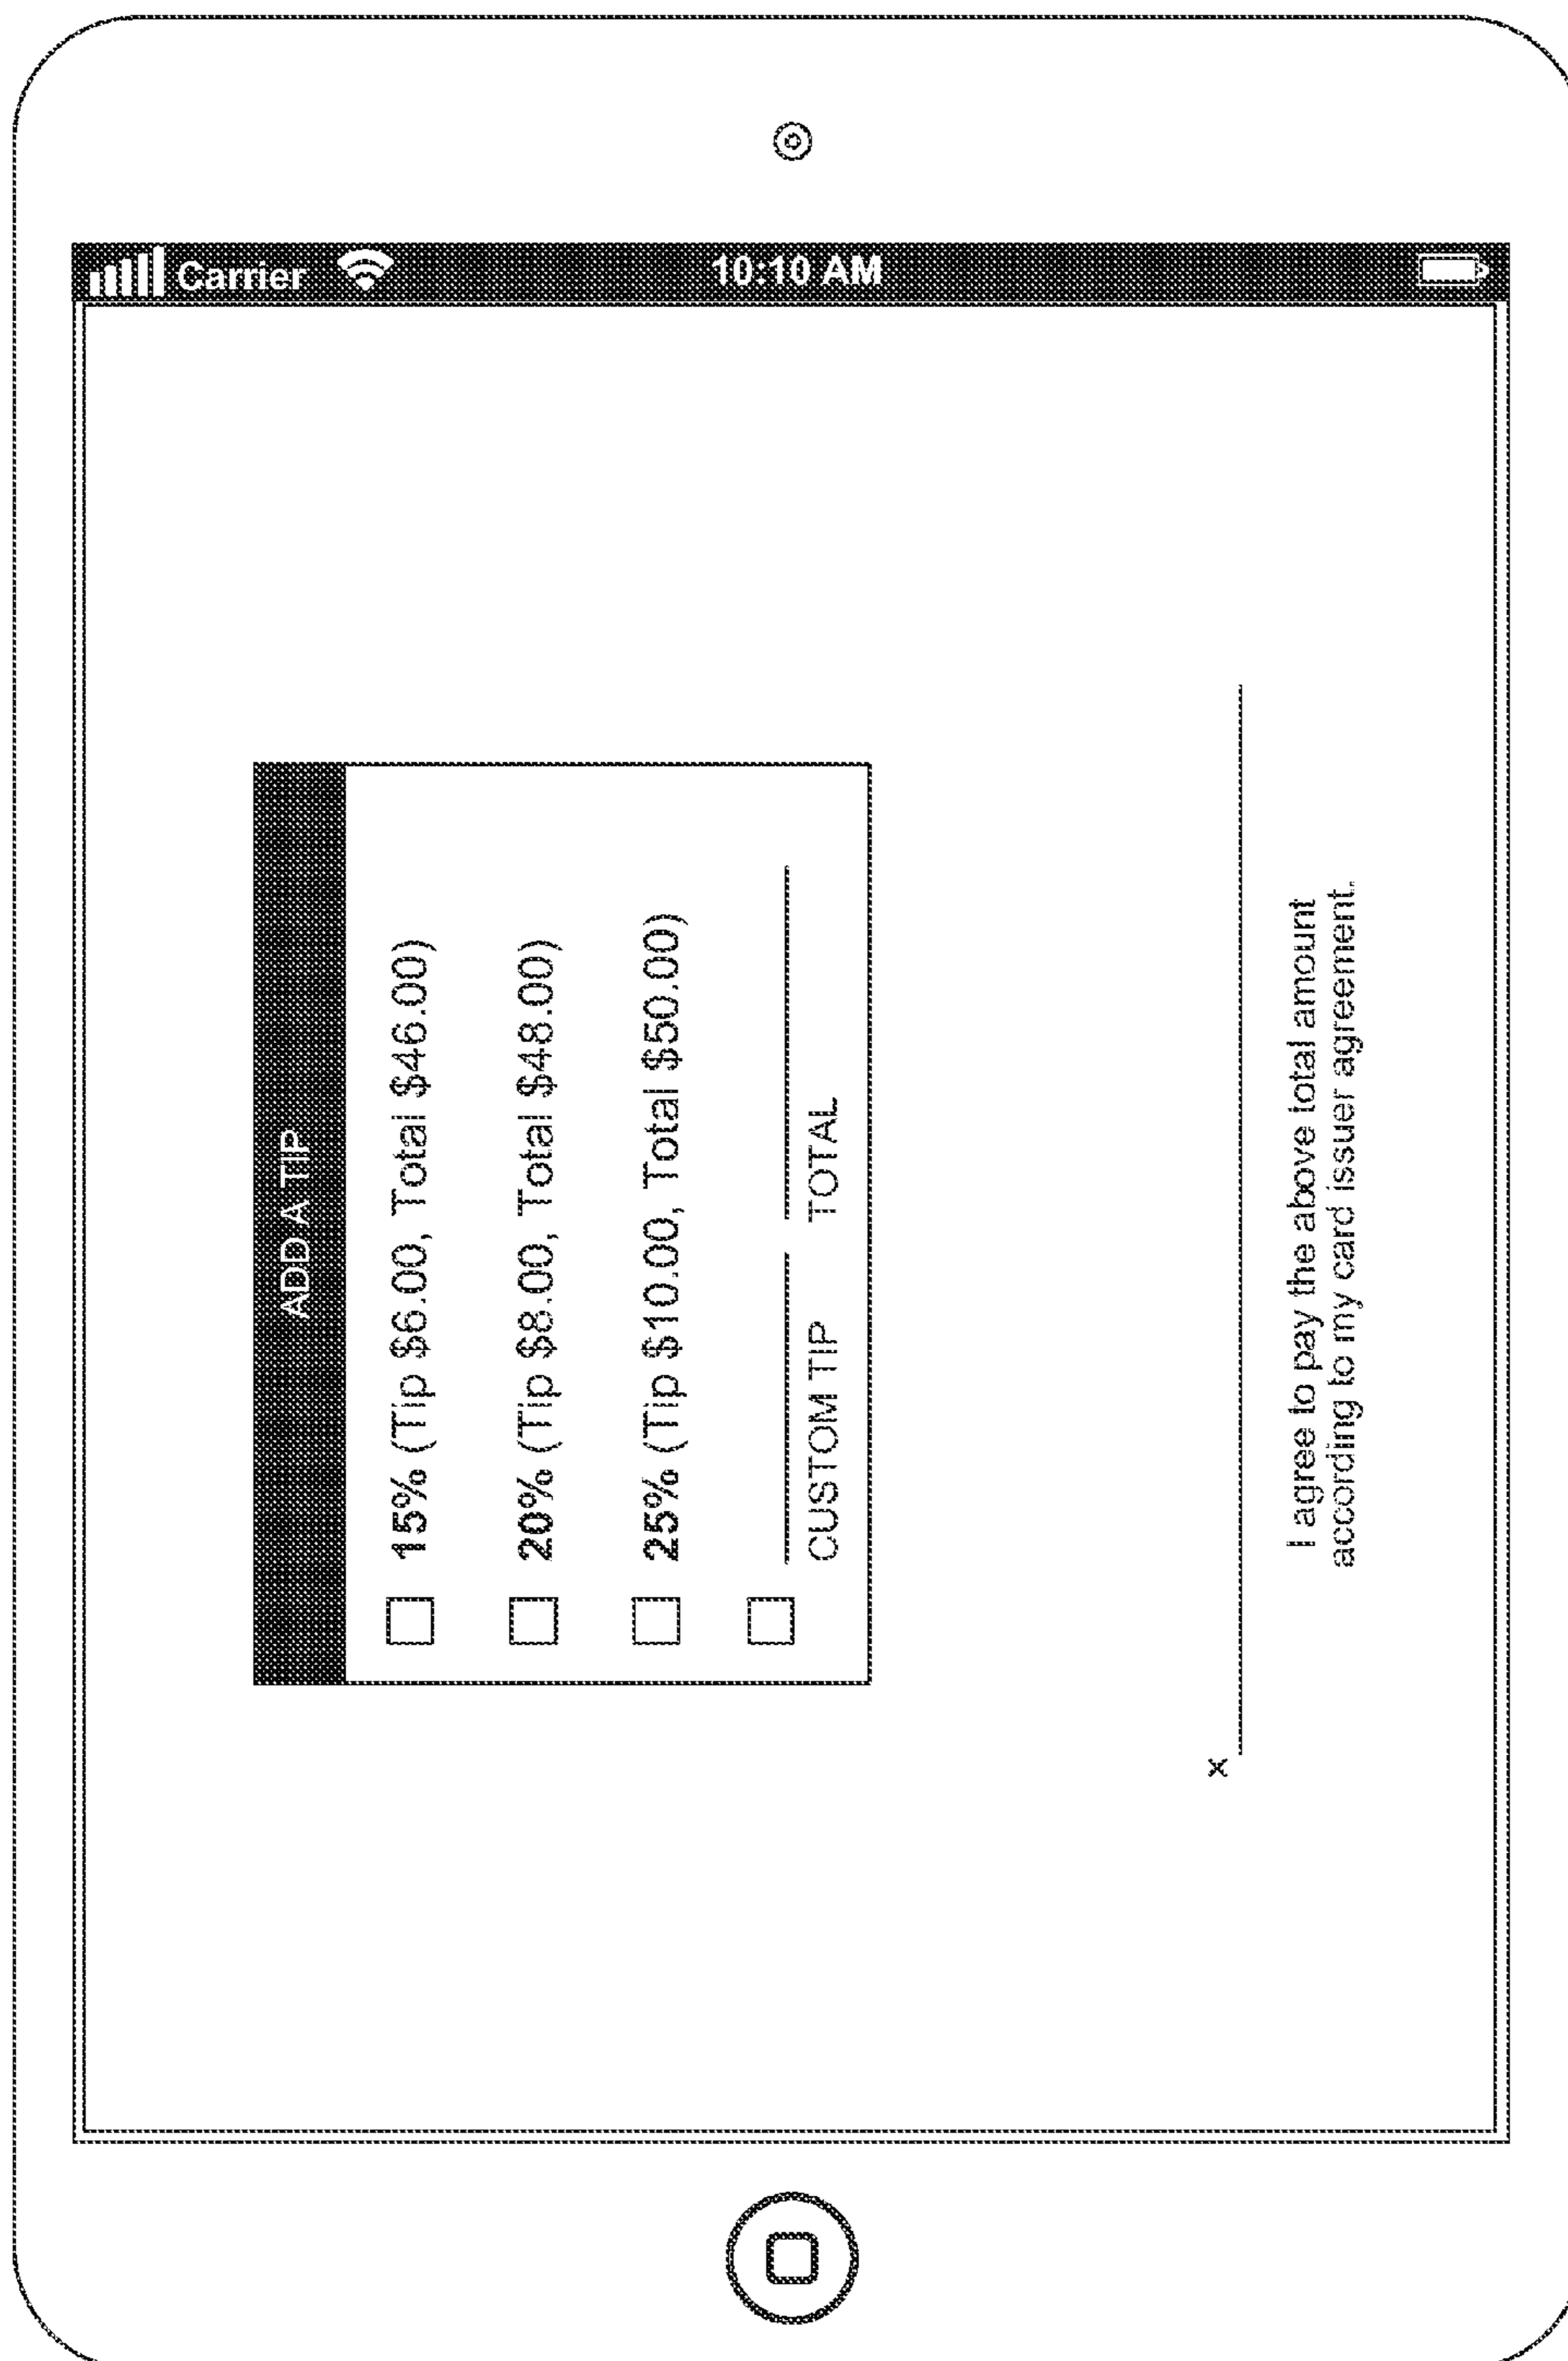 Carrier 10:10 AM
ADD A TIP
15% (Tip $6.00, Total $46.00)
20% (Tip $8.00, Total $48.00)
25% (Tip $10.00, Total $50.00)
CUSTOM TIP TOTAL
x
I agree to pay the above total amount
according to my card issuer agreement.